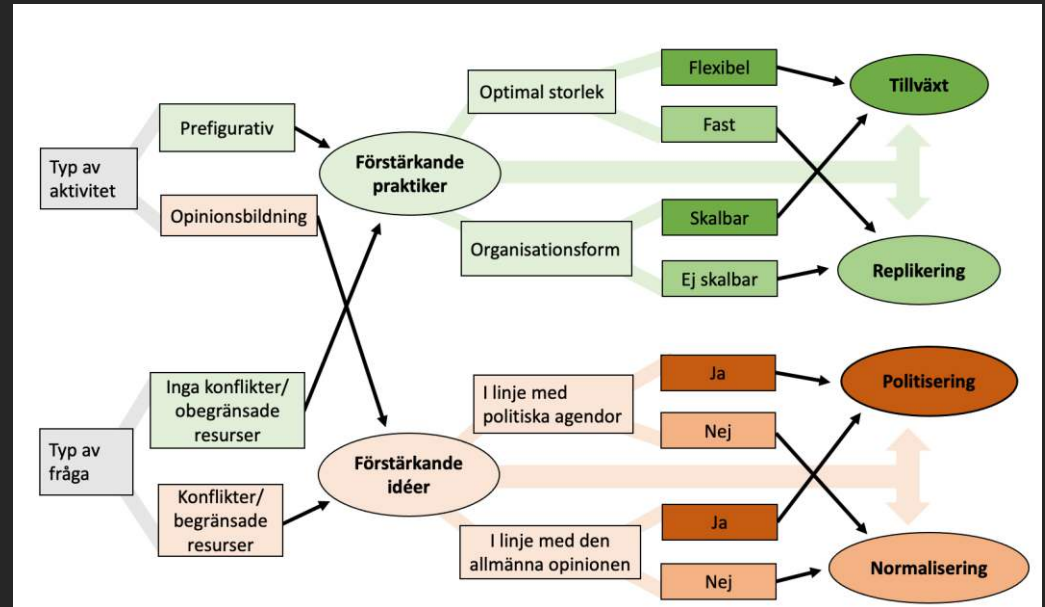 Typ av
aktivitet
Prefigurativ
Opinionsbildning
Förstärkande
praktiker
Optimal storlek
Flexibel
Fast
Organisationsform
Skalbar
Ej skalbar
Tillväxt
Replikering
Typ av
fråga
Inga konflikter/
obegränsade
resurser
Konflikter/
begränsade
resurser
Förstärkande
idéer
I linje med
politiska agendor
Ja
Nej
I linje med den
allmänna opinionen
Ja
Nej
Politisering
Normalisering